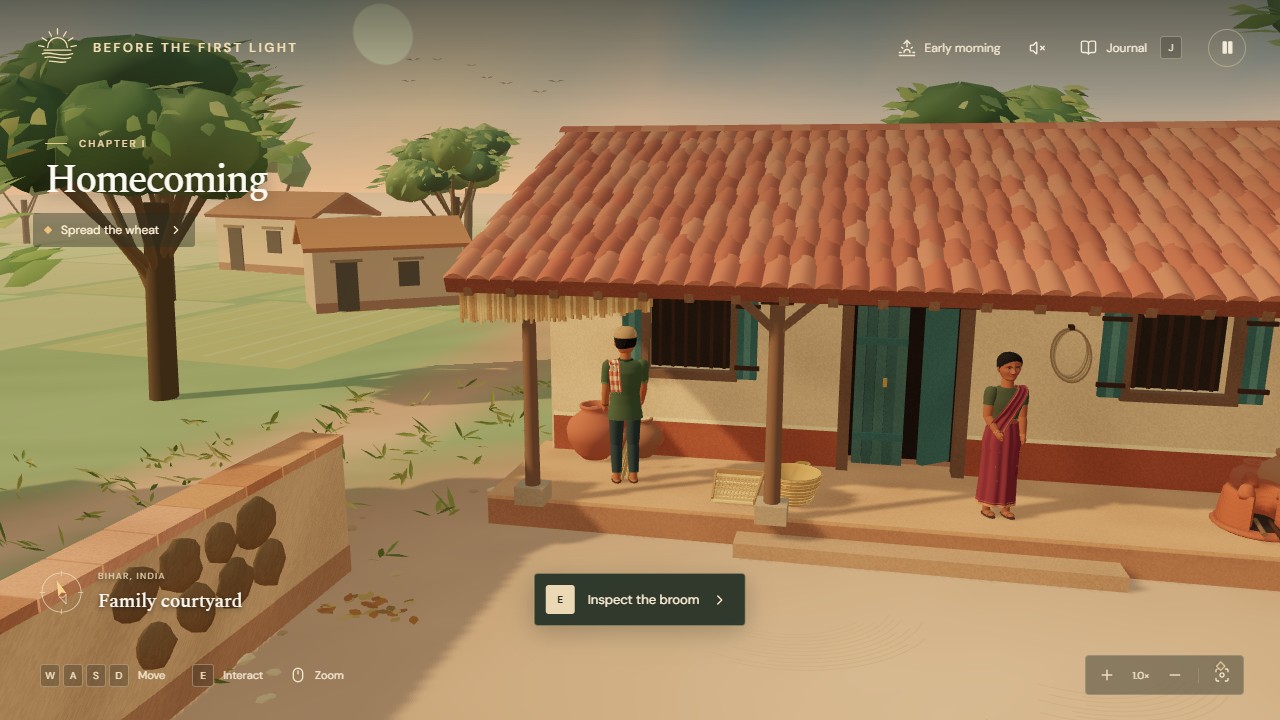 BEFORE THE FIRST LIGHT
Early morning
Journal J
CHAPTER I
Homecoming
Spread the wheat
BIHAR, INDIA
Family courtyard
E Inspect the broom
W A S D Move E Interact Zoom
1.0×